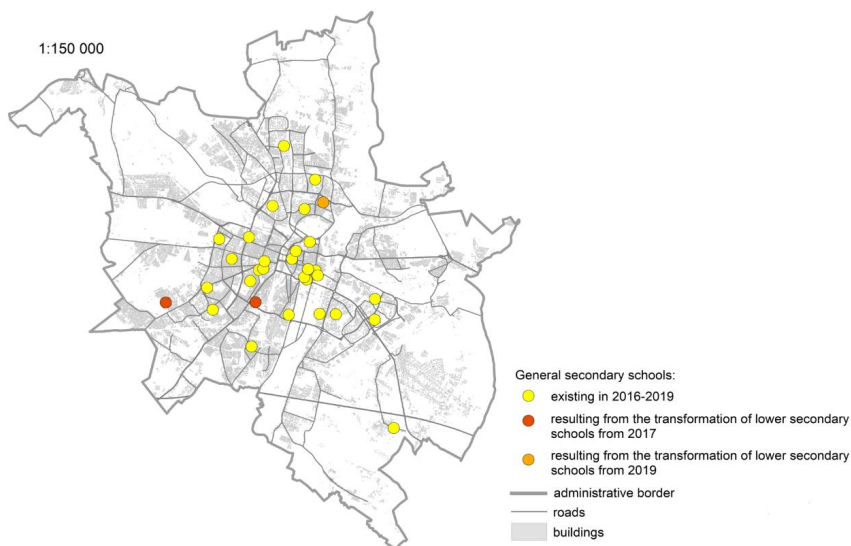 1:150 000
General secondary schools:
existing in 2016-2019
resulting from the transformation of lower secondary
schools from 2017
resulting from the transformation of lower secondary
schools from 2019
administrative border
roads
buildings